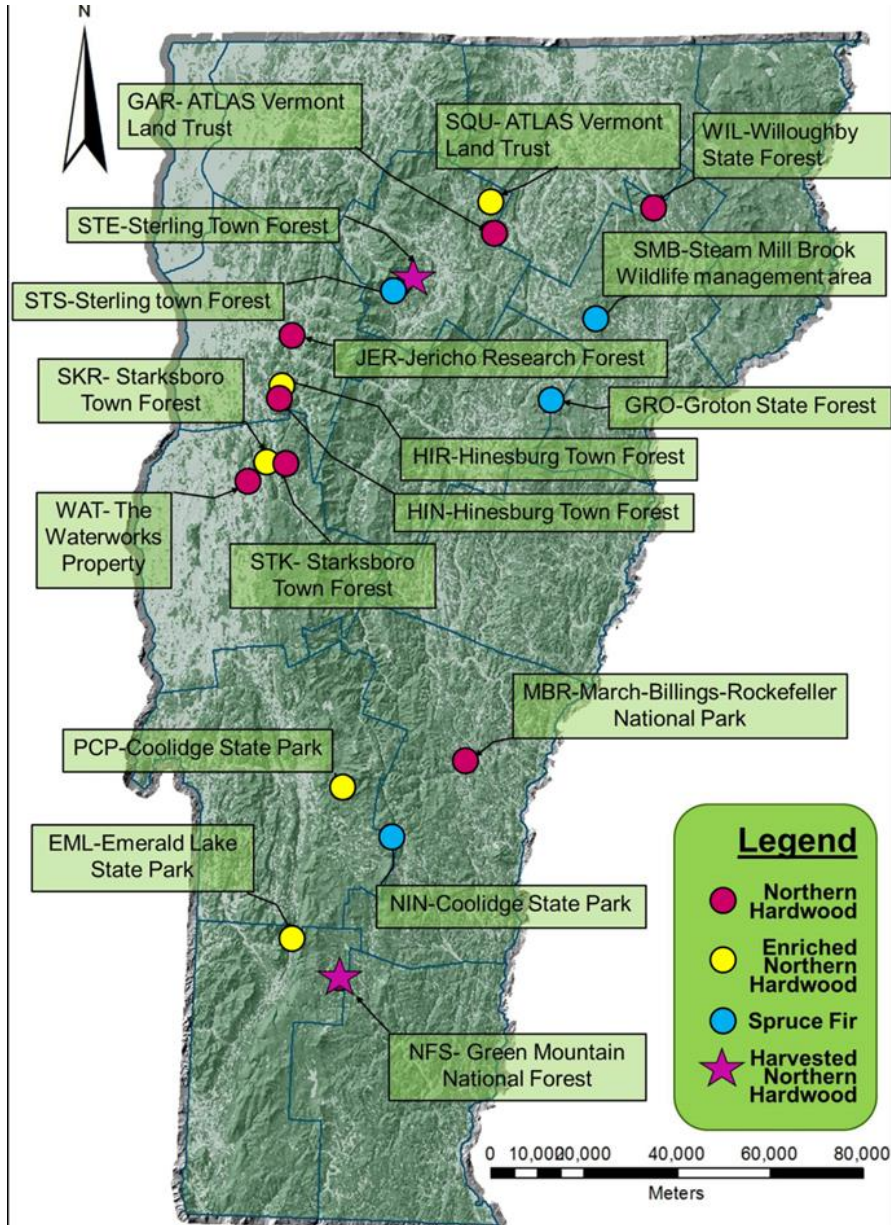 N
GAR- ATLAS Vermont
Land Trust
SQU- ATLAS Vermont
Land Trust
WIL-Willoughby
State Forest
STE-Sterling Town Forest
SMB-Steam Mill Brook
Wildlife management
area
STS-Sterling town Forest
JER-Jericho Research Forest
SKR- Starksboro
Town Forest
GRO-Groton State Forest
HIR-Hinesburg Town Forest
HIN-Hinesburg Town Forest
WAT- The
Waterworks
Property
STK- Starksboro
Town Forest
MBR-March-Billings-Rockefeller
National Park
PCP-Coolidge State Park
EML-Emerald Lake
State Park
NIN-Coolidge State Park
NFS- Green Mountain
National Forest
Legend
Northern
Hardwood
Enriched
Northern
Hardwood
Spruce Fir
Harvested
Northern
Hardwood
0 10,00020,000 40,000 60,000 80,000
Meters